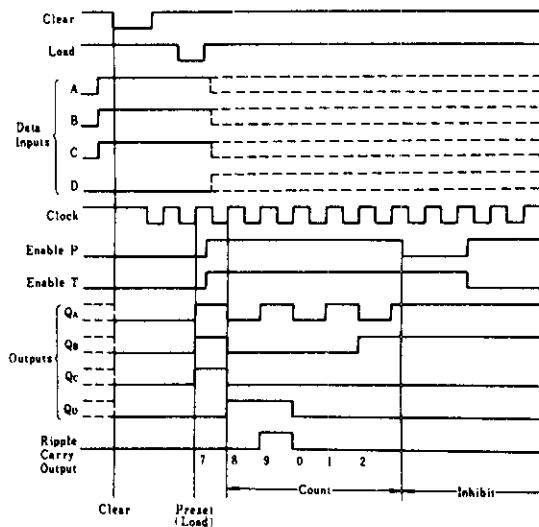 Clear
Load
A
B
Data
Inputs
C
D
Clock
Enable P
Enable T
QA
QB
Outputs
QC
QD
Ripple
Carry
Output
7 8 9 0 1 2
Count Inhibit
Clear Preset
(Load)